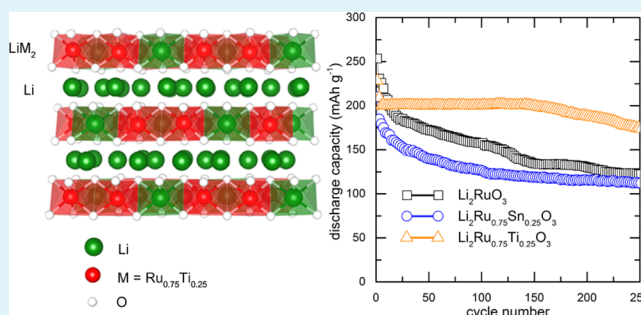 LiM₂
Li
Li
M = Ru₀.₇₅Ti₀.₂₅
O
discharge capacity (mAh g⁻¹)
300
250
200
150
100
50
0
Li₂RuO₃
Li₂Ru₀.₇₅Sn₀.₂₅O₃
Li₂Ru₀.₇₅Ti₀.₂₅O₃
0 50 100 150 200 250
cycle number